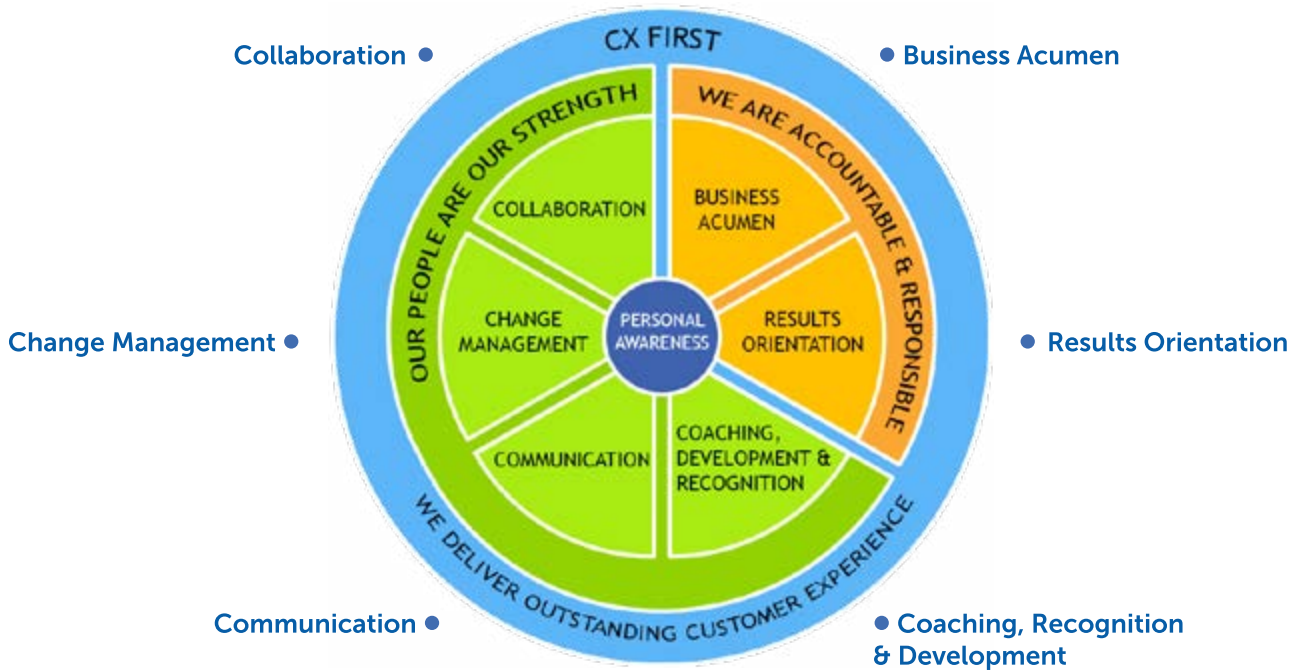 CX FIRST
Collaboration
Business Acumen
OUR PEOPLE ARE OUR STRENGTH
WE ARE ACCOUNTABLE & RESPONSIBLE
COLLABORATION
BUSINESS
ACUMEN
Change Management
CHANGE
MANAGEMENT
PERSONAL
AWARENESS
RESULTS
ORIENTATION
Results Orientation
COMMUNICATION
COACHING,
DEVELOPMENT &
RECOGNITION
WE DELIVER OUTSTANDING CUSTOMER EXPERIENCE
Communication
Coaching, Recognition
& Development